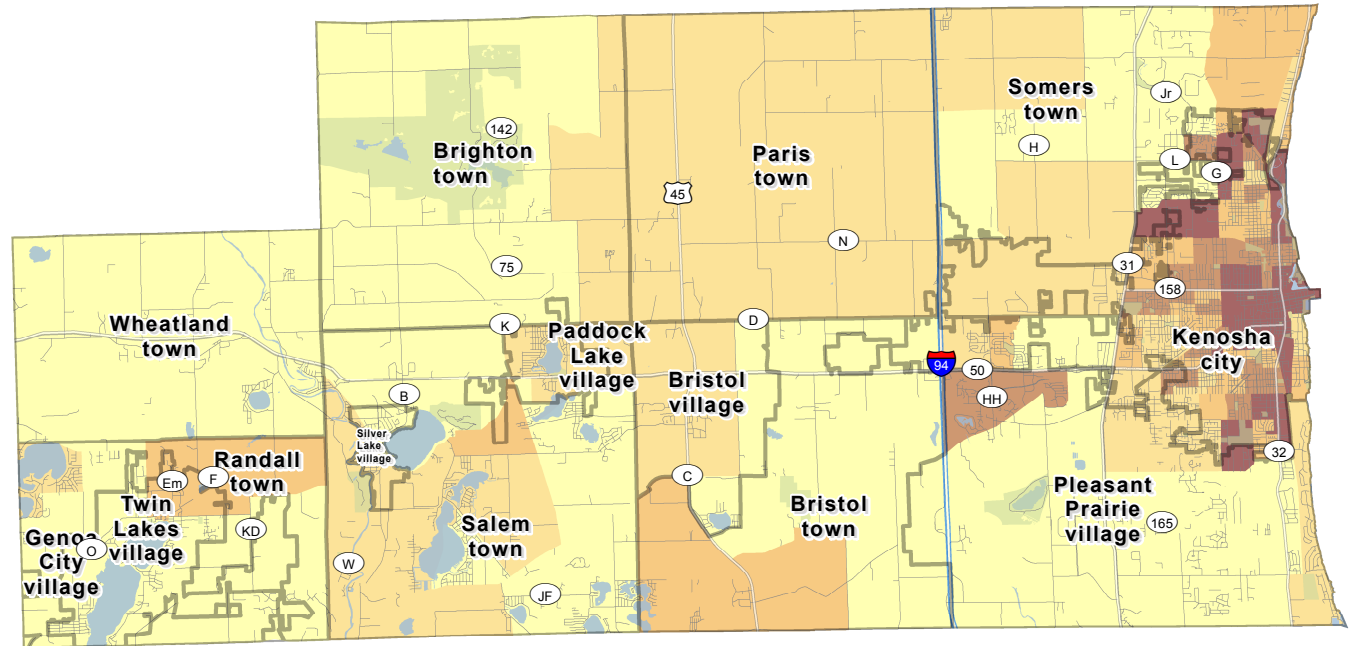 Somers
town
Jr
142
H
Brighton
town
Paris
town
L
G
45
N
31
75
158
Wheatland
town
K
D
Paddock
Lake
village
Kenosha
city
94
50
Bristol
village
B
HH
Silver
Lake
village
32
Randall
town
F
Em
C
Twin
Lakes
village
Pleasant
Prairie
village
165
Bristol
town
Salem
town
KD
Genoa
City
village
O
W
JF